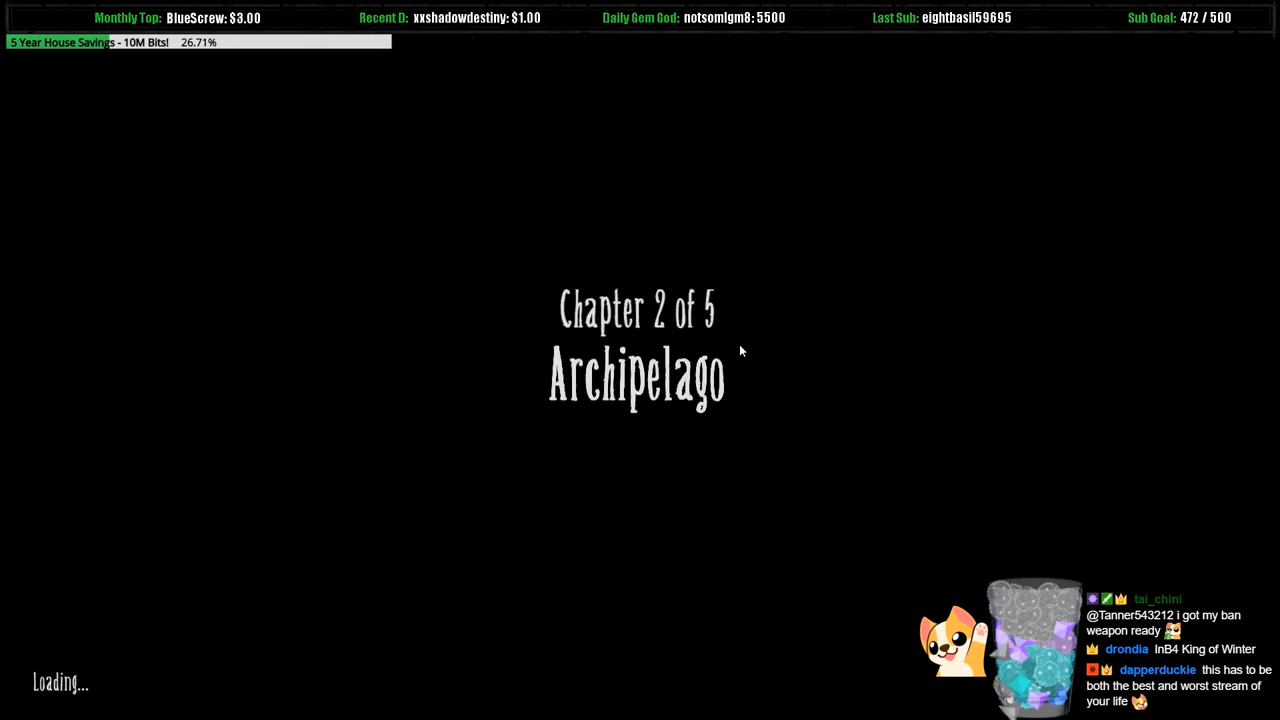 Monthly Top: BlueScrew: $3.00
Recent D: xxshadowdestiny: $1.00
Daily Gem God: notsomlgm8: 5500
Last Sub: eightbasil59695
Sub Goal: 472 / 500
5 Year House Savings - 10M Bits! 26.71%
Chapter 2 of 5
Archipelago
Loading...
tai_chini
@Tanner543212 i got my ban
weapon ready
drondia InB4 King of Winter
dapperduckie this has to be
both the best and worst stream of
your life